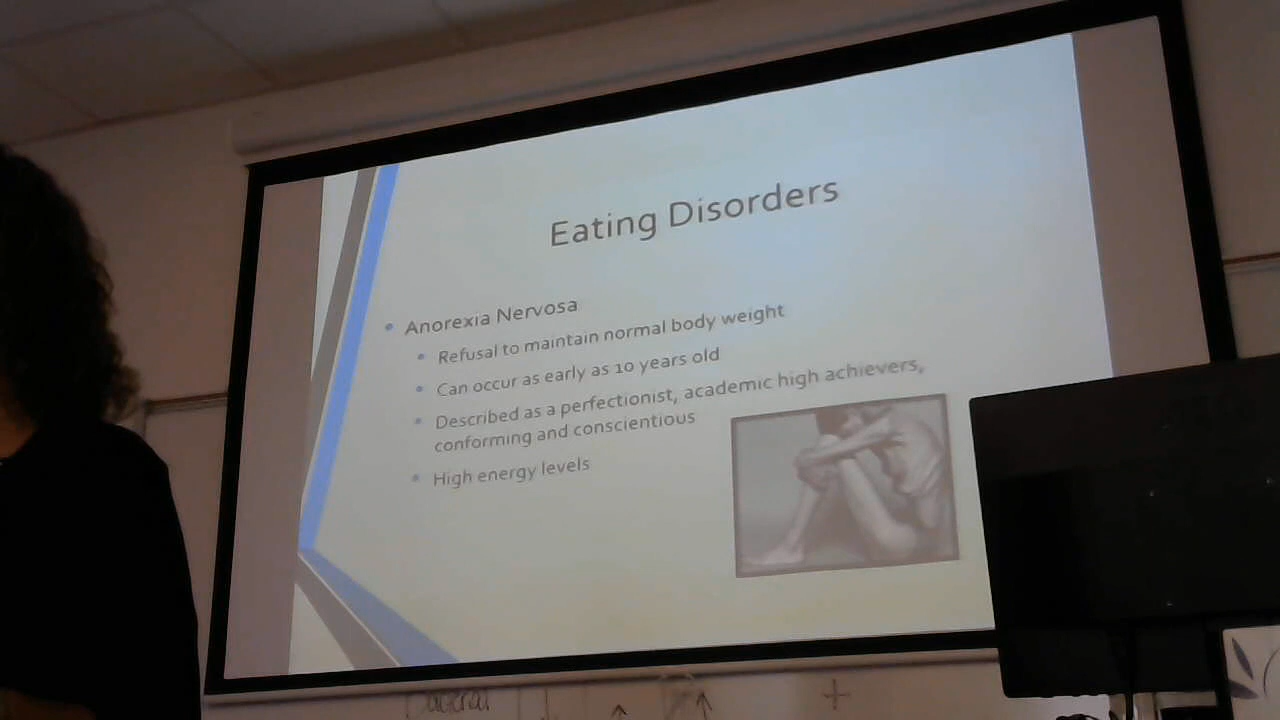 Eating Disorders
Anorexia Nervosa
Refusal to maintain normal body weight
Can occur as early as 10 years old
Described as a perfectionist, academic high achievers,
conforming and conscientious
High energy levels